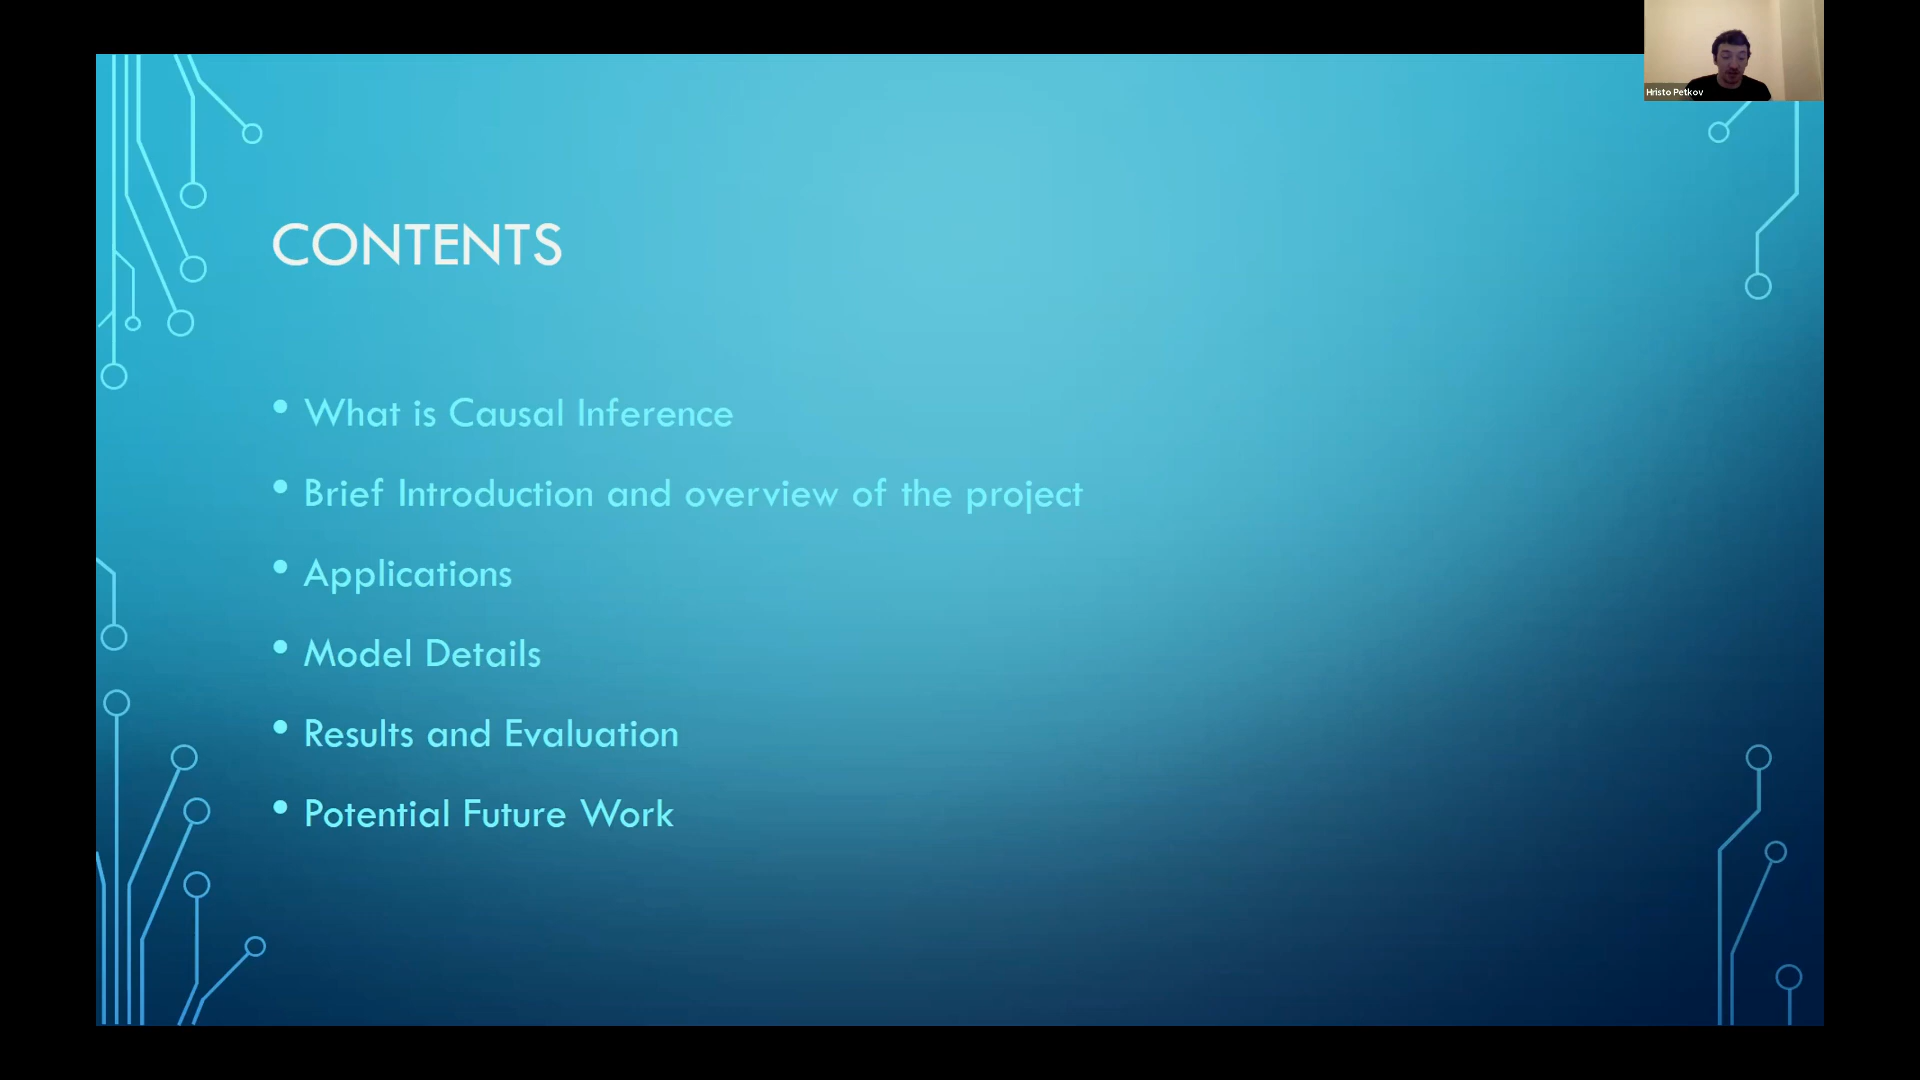 Hristo Petkov
CONTENTS
• What is Causal Inference
• Brief Introduction and overview of the project
• Applications
• Model Details
• Results and Evaluation
• Potential Future Work